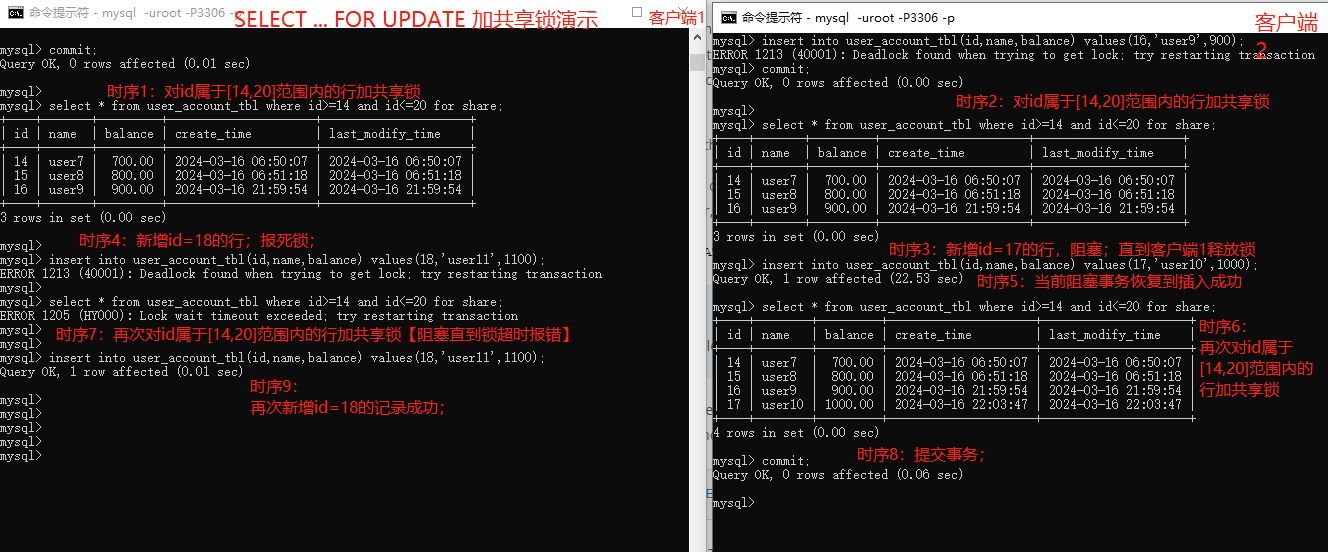 命令提示符 - mysql  -uroot -P3306 -p
SELECT ... FOR UPDATE 加共享锁演示
客户端1
mysql> commit;
Query OK, 0 rows affected (0.01 sec)
mysql>
时序1：对id属于[14,20]范围内的行加共享锁
mysql> select * from user_account_tbl where id>=14 and id<=20 for share;
| id | name | balance | create_time | last_modify_time |
| 14 | user7 | 700.00 | 2024-03-16 06:50:07 | 2024-03-16 06:50:07 |
| 15 | user8 | 800.00 | 2024-03-16 06:51:18 | 2024-03-16 06:51:18 |
| 16 | user9 | 900.00 | 2024-03-16 21:59:54 | 2024-03-16 21:59:54 |
3 rows in set (0.00 sec)
时序4：新增id=18的行；报死锁；
mysql>
mysql> insert into user_account_tbl(id,name,balance) values(18,'user11',1100);
ERROR 1213 (40001): Deadlock found when trying to get lock; try restarting transaction
mysql>
mysql> select * from user_account_tbl where id>=14 and id<=20 for share;
ERROR 1205 (HY000): Lock wait timeout exceeded; try restarting transaction
mysql>
时序7：再次对id属于[14,20]范围内的行加共享锁【阻塞直到锁超时报错】
mysql>
mysql> insert into user_account_tbl(id,name,balance) values(18,'user11',1100);
Query OK, 1 row affected (0.01 sec)
时序9：
mysql>
再次新增id=18的记录成功；
mysql>
mysql>
mysql>
mysql>
命令提示符 - mysql  -uroot -P3306 -p
客户端
2
mysql> insert into user_account_tbl(id,name,balance) values(16,'user9',900);
ERROR 1213 (40001): Deadlock found when trying to get lock; try restarting transaction
mysql> commit;
Query OK, 0 rows affected (0.00 sec)
时序2：对id属于[14,20]范围内的行加共享锁
mysql>
mysql> select * from user_account_tbl where id>=14 and id<=20 for share;
| id | name | balance | create_time | last_modify_time |
| 14 | user7 | 700.00 | 2024-03-16 06:50:07 | 2024-03-16 06:50:07 |
| 15 | user8 | 800.00 | 2024-03-16 06:51:18 | 2024-03-16 06:51:18 |
| 16 | user9 | 900.00 | 2024-03-16 21:59:54 | 2024-03-16 21:59:54 |
3 rows in set (0.00 sec)
时序3：新增id=17的行，阻塞；直到客户端1释放锁
mysql> insert into user_account_tbl(id,name,balance) values(17,'user10',1000);
Query OK, 1 row affected (22.53 sec)
时序5：当前阻塞事务恢复到插入成功
mysql> select * from user_account_tbl where id>=14 and id<=20 for share;
| id | name | balance | create_time | last_modify_time |
| 14 | user7 | 700.00 | 2024-03-16 06:50:07 | 2024-03-16 06:50:07 |
| 15 | user8 | 800.00 | 2024-03-16 06:51:18 | 2024-03-16 06:51:18 |
| 16 | user9 | 900.00 | 2024-03-16 21:59:54 | 2024-03-16 21:59:54 |
| 17 | user10 | 1000.00 | 2024-03-16 22:03:47 | 2024-03-16 22:03:47 |
时序6：
再次对id属于
[14,20]范围内的
行加共享锁
4 rows in set (0.00 sec)
时序8：提交事务；
mysql> commit;
Query OK, 0 rows affected (0.06 sec)
mysql>